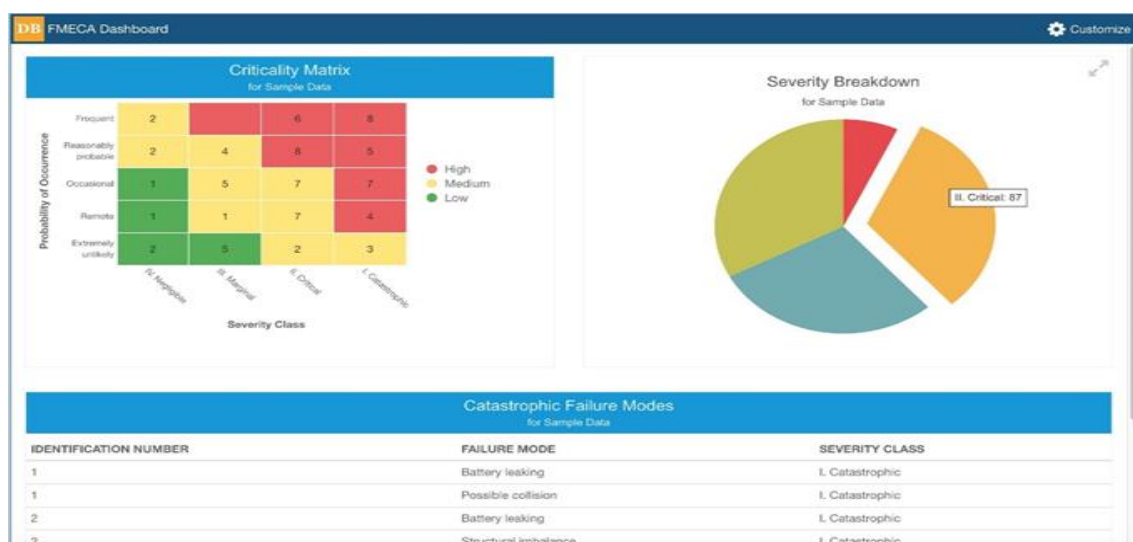 DB FMECA Dashboard
Customize
Criticality Matrix
for Sample Data
Probability of Occurrence
Frequent 2 6 8
Reasonably
probable
2 4 8 5
Occasional 1 5 7 7
Remote 1 1 7 4
Extremely
unlikely
2 5 2 3
IV. Negligible
III. Marginal
II. Critical
I. Catastrophic
Severity Class
High
Medium
Low
Severity Breakdown
for Sample Data
II. Critical: 87
Catastrophic Failure Modes
for Sample Data
IDENTIFICATION NUMBER FAILURE MODE SEVERITY CLASS
1 Battery leaking I. Catastrophic
1 Possible collision I. Catastrophic
2 Battery leaking I. Catastrophic
Structural imbalance I. Catastrophic